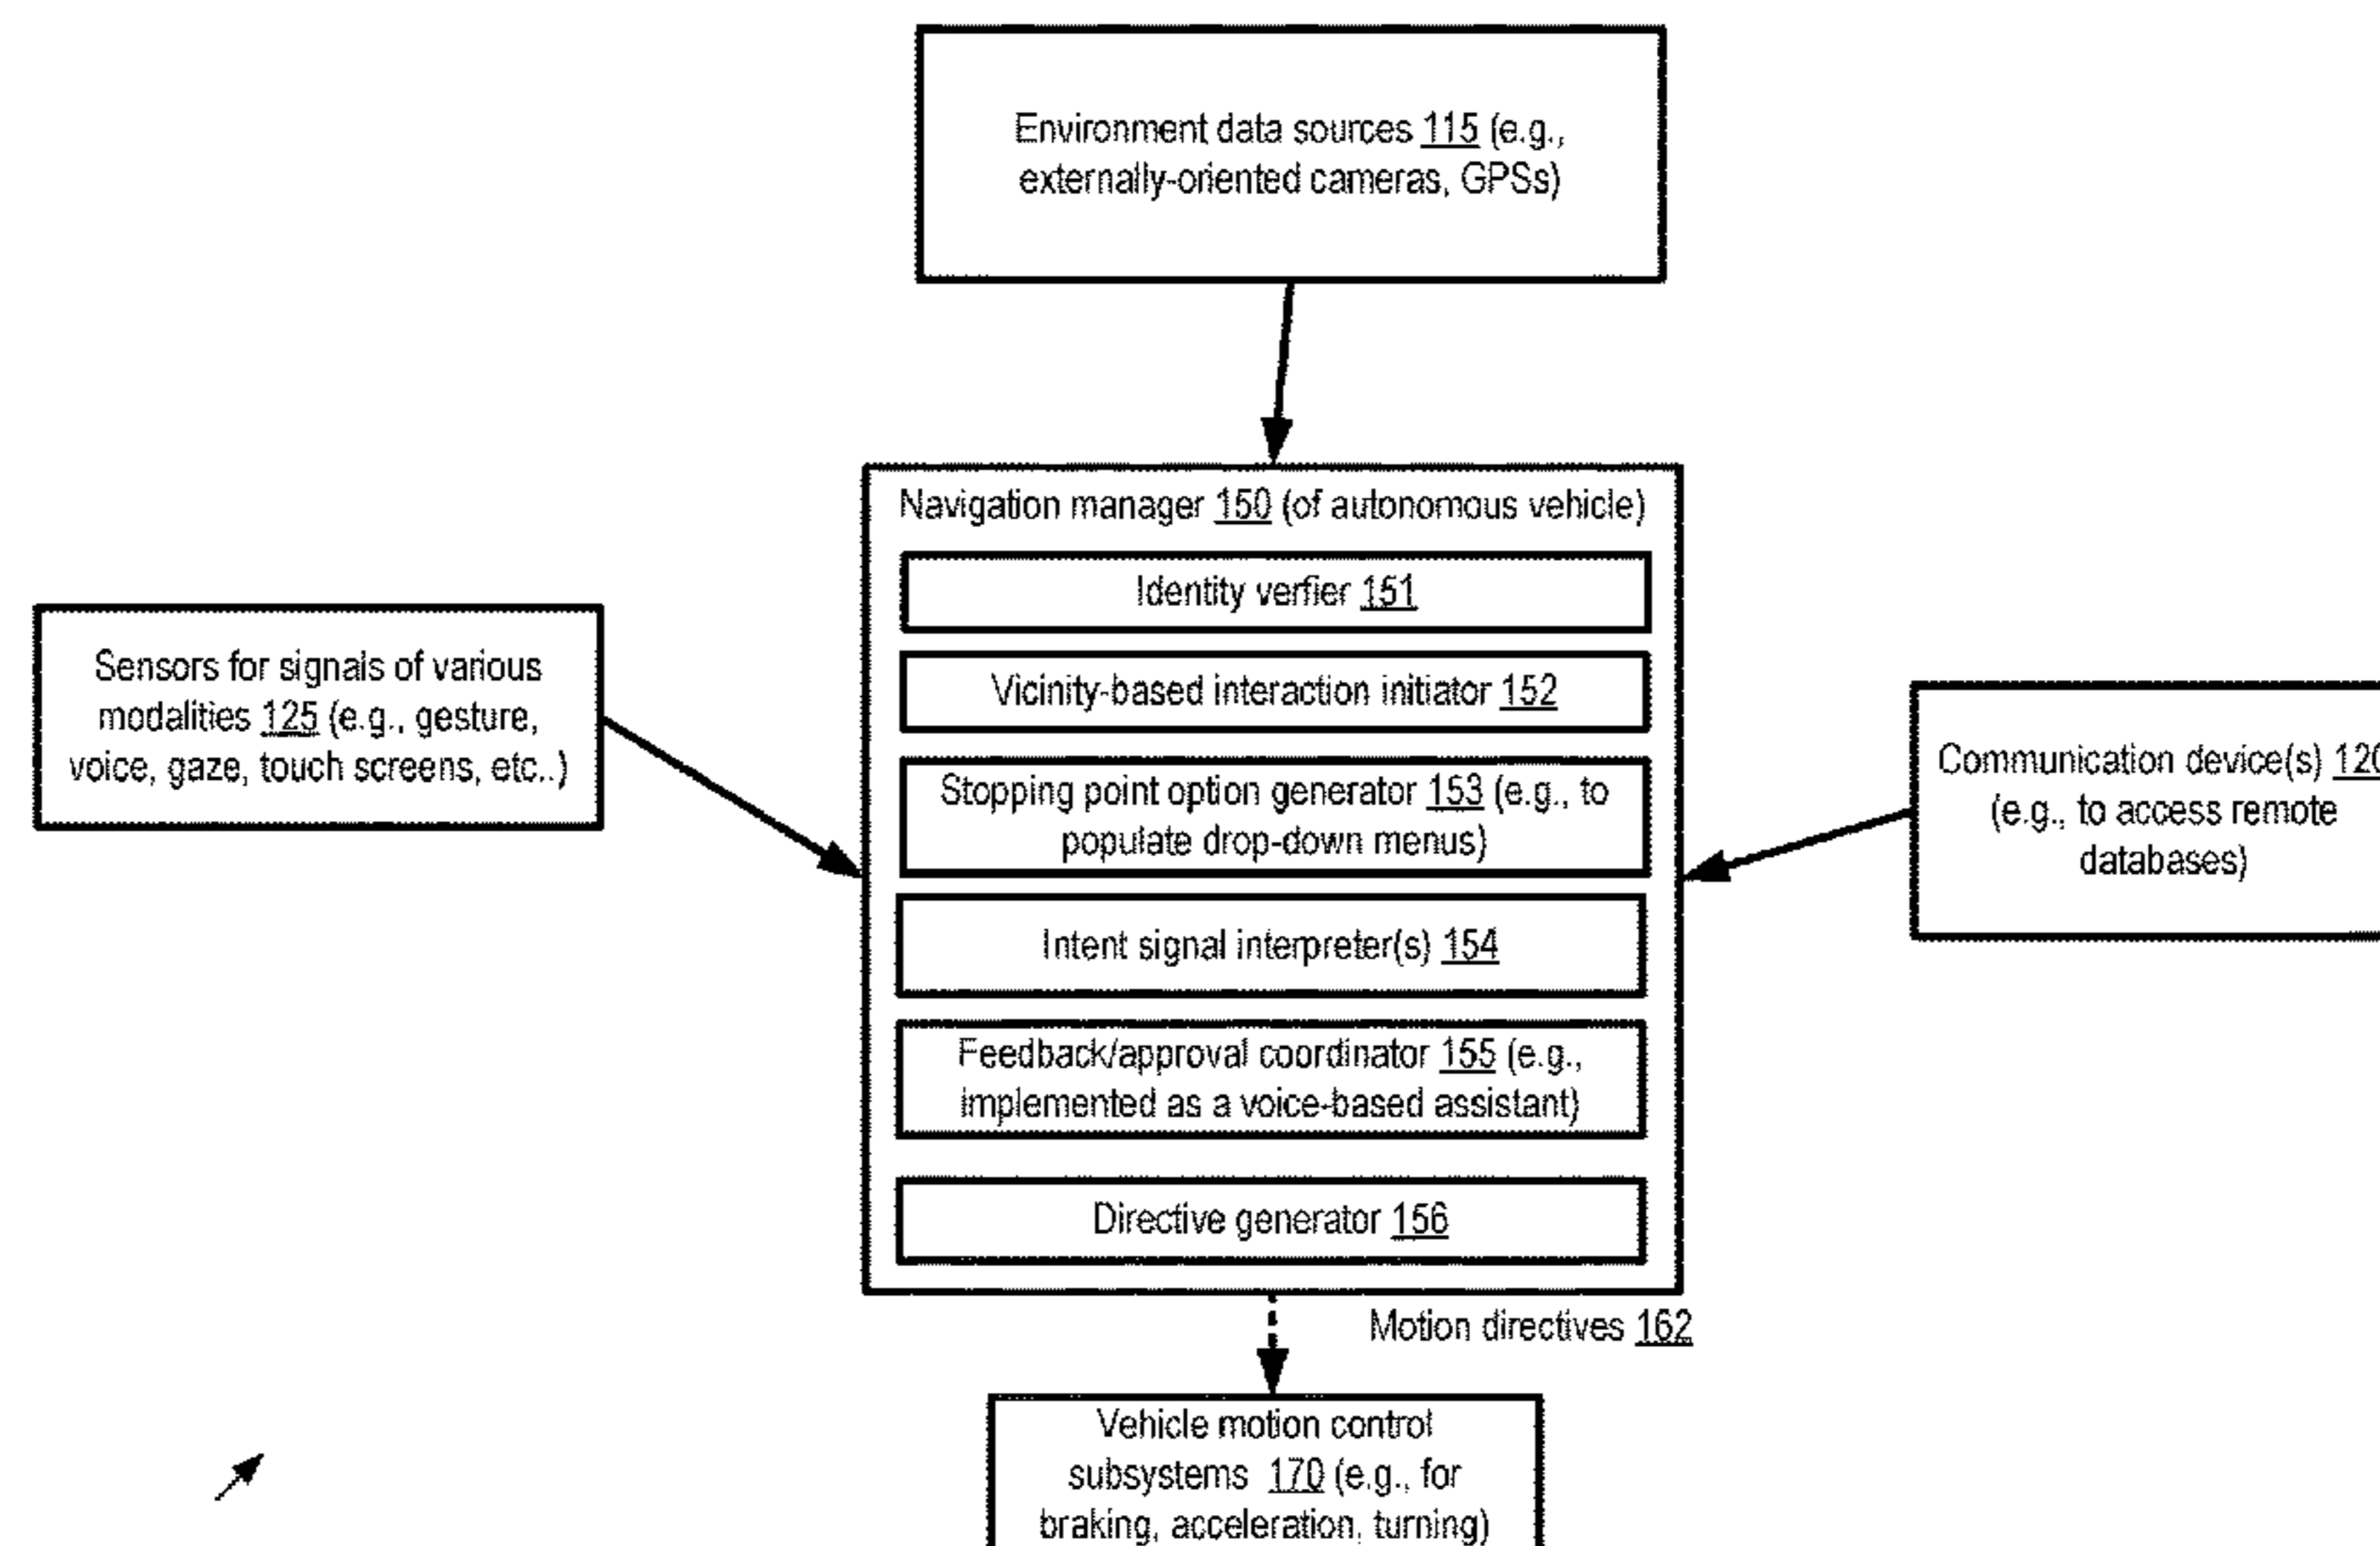 Environment data sources 115 (e.g.,
externally-oriented cameras, GPSs)
Navigation manager 150 (of autonomous vehicle)
Identity verfier 151
Vicinity-based interaction initiator 152
Stopping point option generator 153 (e.g., to
populate drop-down menus)
Intent signal interpreter(s) 154
Feedback/approval coordinator 155 (e.g.,
implemented as a voice-based assistant)
Directive generator 156
Sensors for signals of various
modalities 125 (e.g., gesture,
voice, gaze, touch screens, etc..)
Communication device(s) 120
(e.g., to access remote
databases)
Motion directives 162
Vehicle motion control
subsystems 170 (e.g., for
braking, acceleration, turning)